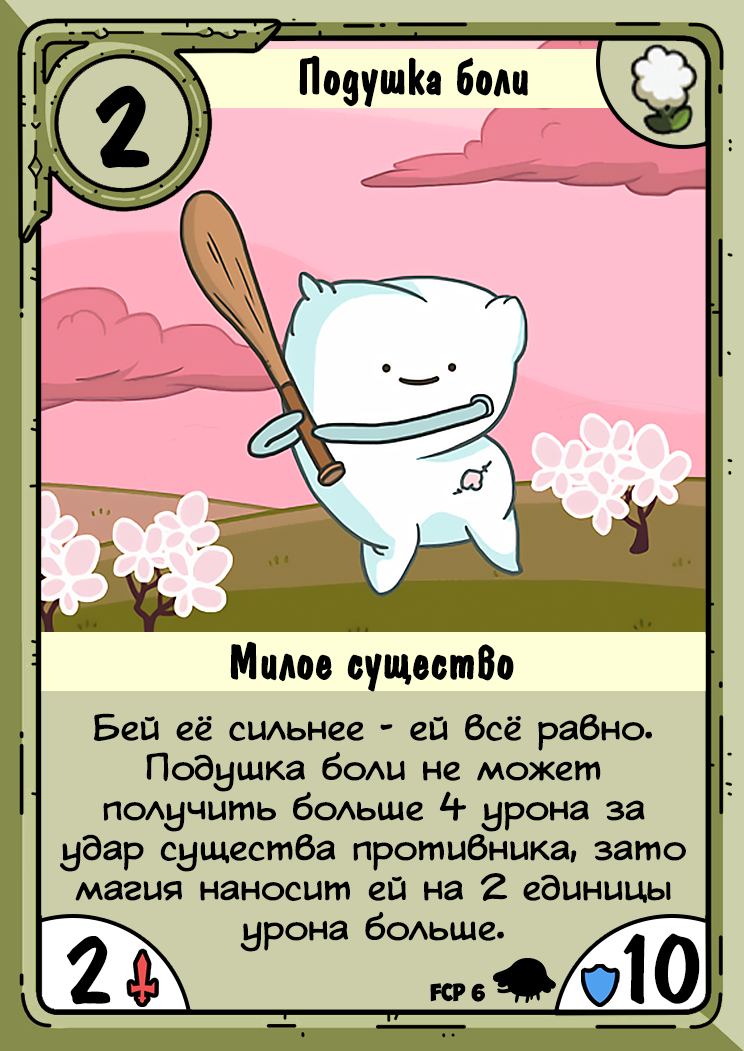 2
Подушка боли
Милое существо
Бей её сильнее - ей всё равно.
Подушка боли не может
получить больше 4 урона за
удар существа противника, зато
магия наносит ей на 2 единицы
урона больше.
2
FCP 6
10